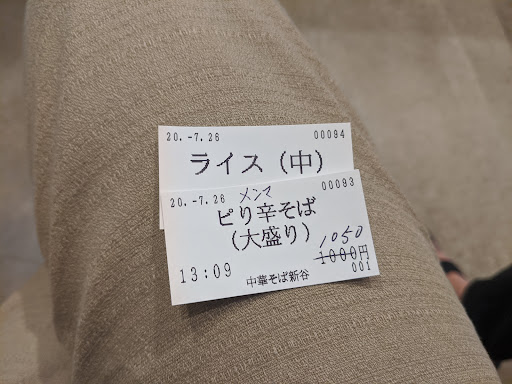 20.-7.26 00094
ライス(中)
20.-7.26 メンマ 00093
ピり辛そば
(大盛り) 1050
1000円
13:09 001
中華そば新谷